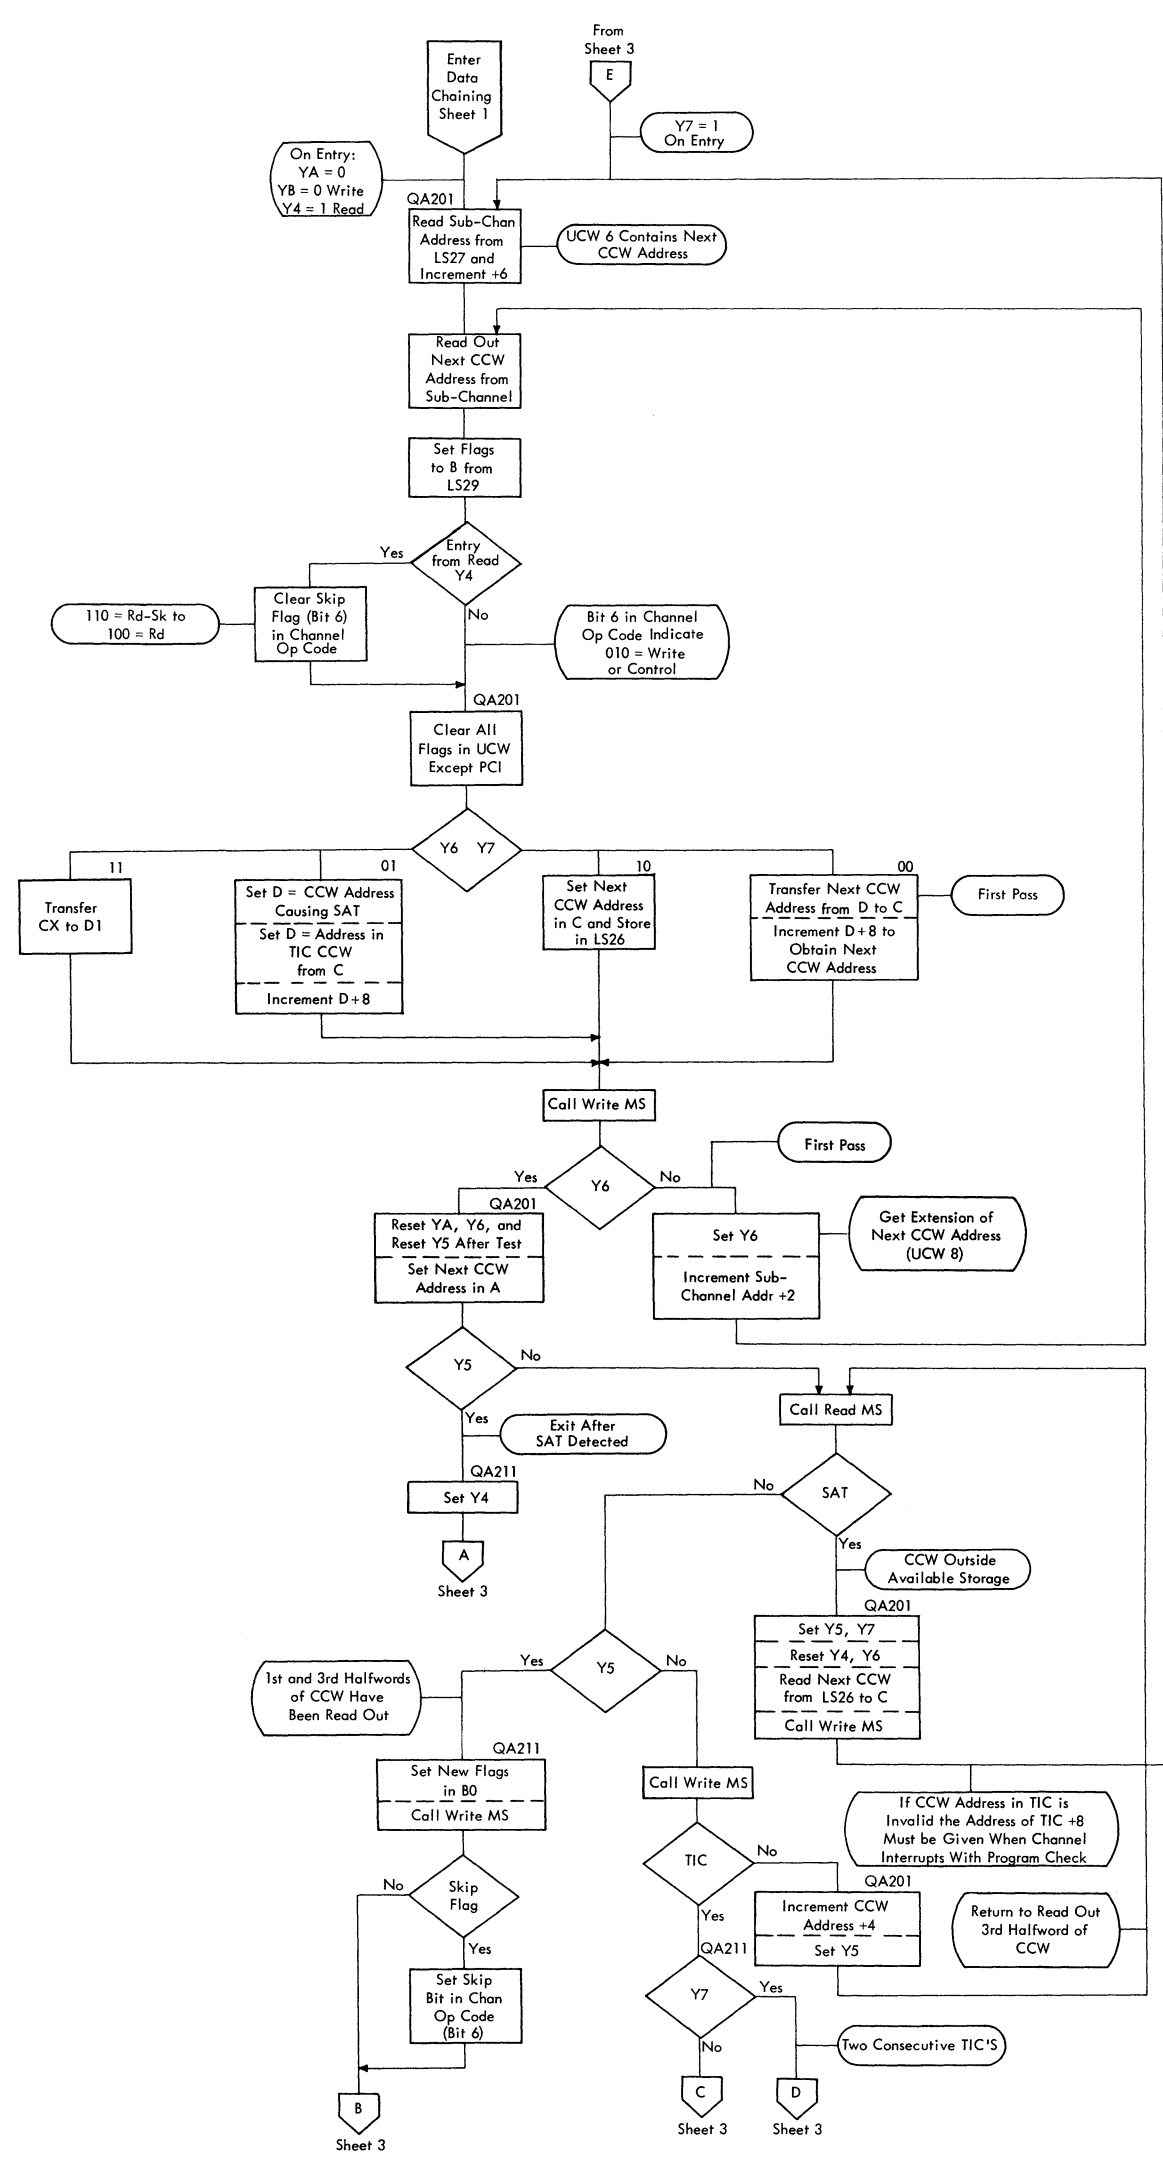 From
Sheet 3
E
Enter
Data
Chaining
Sheet 1
Y7 = 1
On Entry
On Entry:
YA = 0
YB = 0 Write
Y4 = 1 Read
QA201
Read Sub-Chan
Address from
LS27 and
Increment +6
UCW 6 Contains Next
CCW Address
Read Out
Next CCW
Address from
Sub-Channel
Set Flags
to B from
LS29
Entry
from Read
Y4
Yes
No
Clear Skip
Flag (Bit 6)
in Channel
Op Code
110 = Rd-Sk to
100 = Rd
Bit 6 in Channel
Op Code Indicate
010 = Write
or Control
QA201
Clear All
Flags in UCW
Except PCI
Y6 Y7
11
01
10
00
Transfer
CX to D1
Set D = CCW Address
Causing SAT
Set D = Address in
TIC CCW
from C
Increment D+8
Set Next
CCW Address
in C and Store
in LS26
Transfer Next CCW
Address from D to C
Increment D+8 to
Obtain Next
CCW Address
First Pass
Call Write MS
First Pass
Yes
Y6
No
QA201
Reset YA, Y6, and
Reset Y5 After Test
Set Next CCW
Address in A
Set Y6
Increment Sub-
Channel Addr +2
Get Extension of
Next CCW Address
(UCW 8)
Y5
No
Yes
Exit After
SAT Detected
QA211
Set Y4
A
Sheet 3
Call Read MS
No
SAT
Yes
CCW Outside
Available Storage
QA201
Set Y5, Y7
Reset Y4, Y6
Read Next CCW
from LS26 to C
Call Write MS
Yes
Y5
No
1st and 3rd Halfwords
of CCW Have
Been Read Out
QA211
Set New Flags
in B0
Call Write MS
Call Write MS
If CCW Address in TIC is
Invalid the Address of TIC +8
Must be Given When Channel
Interrupts With Program Check
No
Skip
Flag
Yes
TIC
No
Yes
QA201
Increment CCW
Address +4
Set Y5
Return to Read Out
3rd Halfword of
CCW
QA211
Set Skip
Bit in Chan
Op Code
(Bit 6)
Y7
Yes
No
Two Consecutive TIC'S
B
Sheet 3
C
Sheet 3
D
Sheet 3